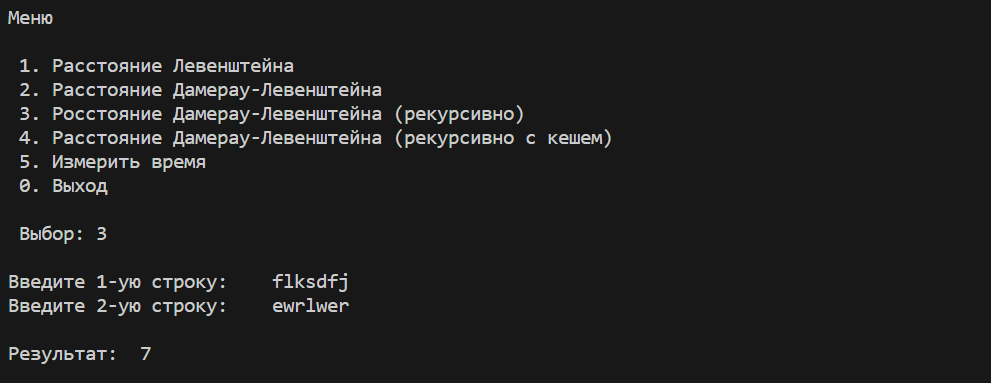 Меню
1. Расстояние Левенштейна
2. Расстояние Дамерау-Левенштейна
3. Росстояние Дамерау-Левенштейна (рекурсивно)
4. Расстояние Дамерау-Левенштейна (рекурсивно с кешем)
5. Измерить время
0. Выход
Выбор: 3
Введите 1-ую строку: flksdfj
Введите 2-ую строку: ewrlwer
Результат: 7